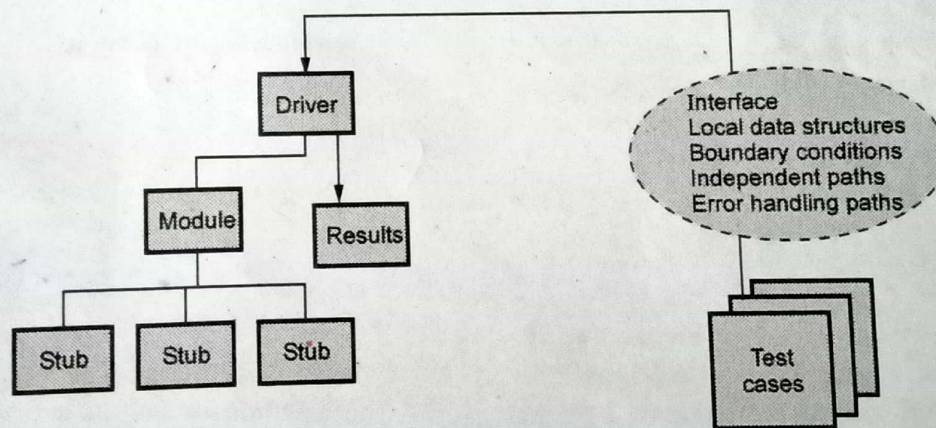 Driver
Interface
Local data structures
Boundary conditions
Independent paths
Error handling paths
Module
Results
Stub
Stub
Stub
Test
cases